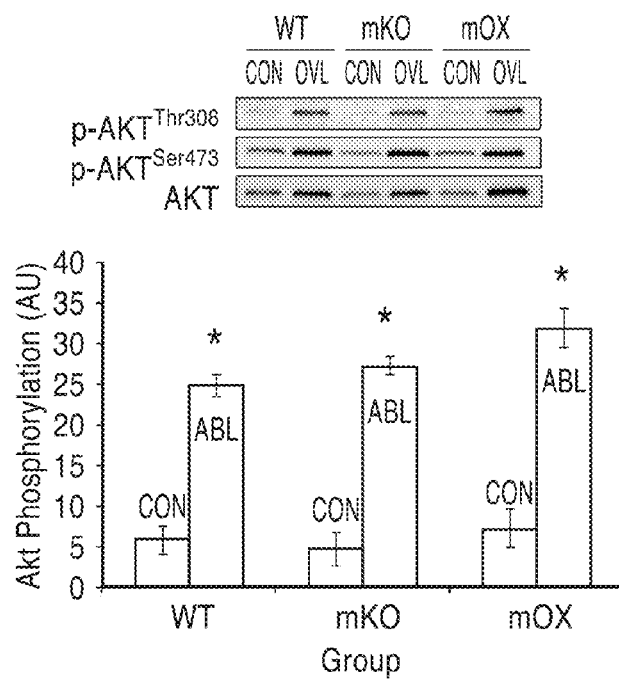 WT mKO mOX
CON OVL CON OVL CON OVL
p-AKT^Thr308
p-AKT^Ser473
AKT
Akt Phosphorylation (AU)
40
35
30
25
20
15
10
5
0
CON * ABL
CON * ABL
CON * ABL
WT mKO mOX
Group